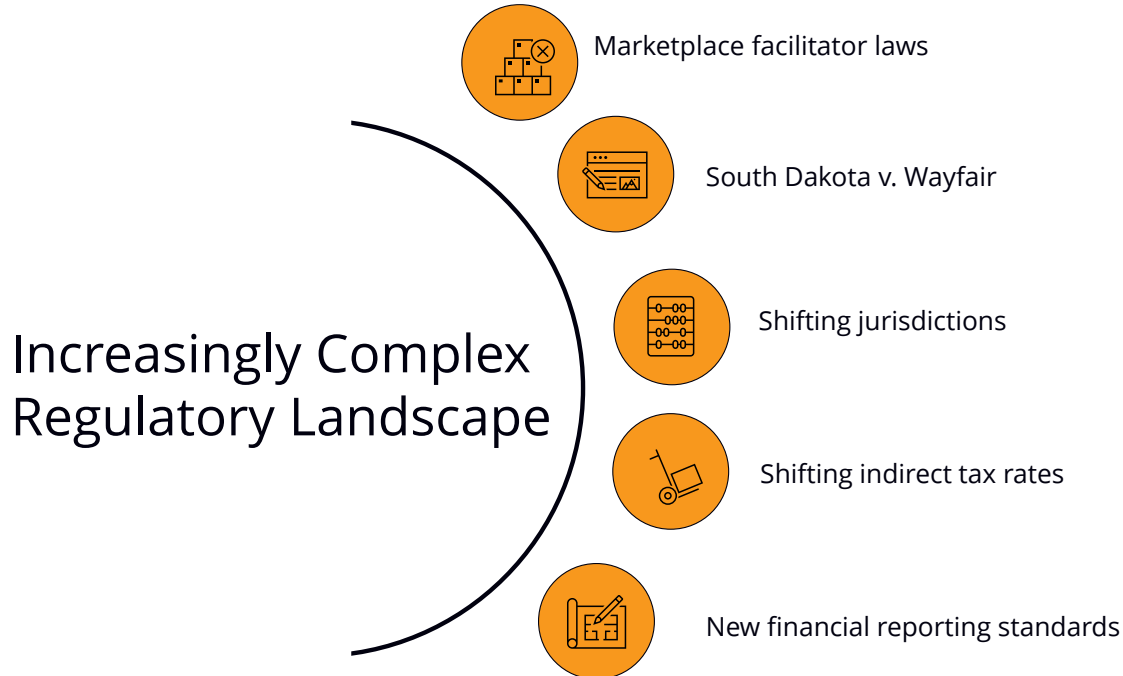 Marketplace facilitator laws
South Dakota v. Wayfair
Shifting jurisdictions
Increasingly Complex
Regulatory Landscape
Shifting indirect tax rates
New financial reporting standards